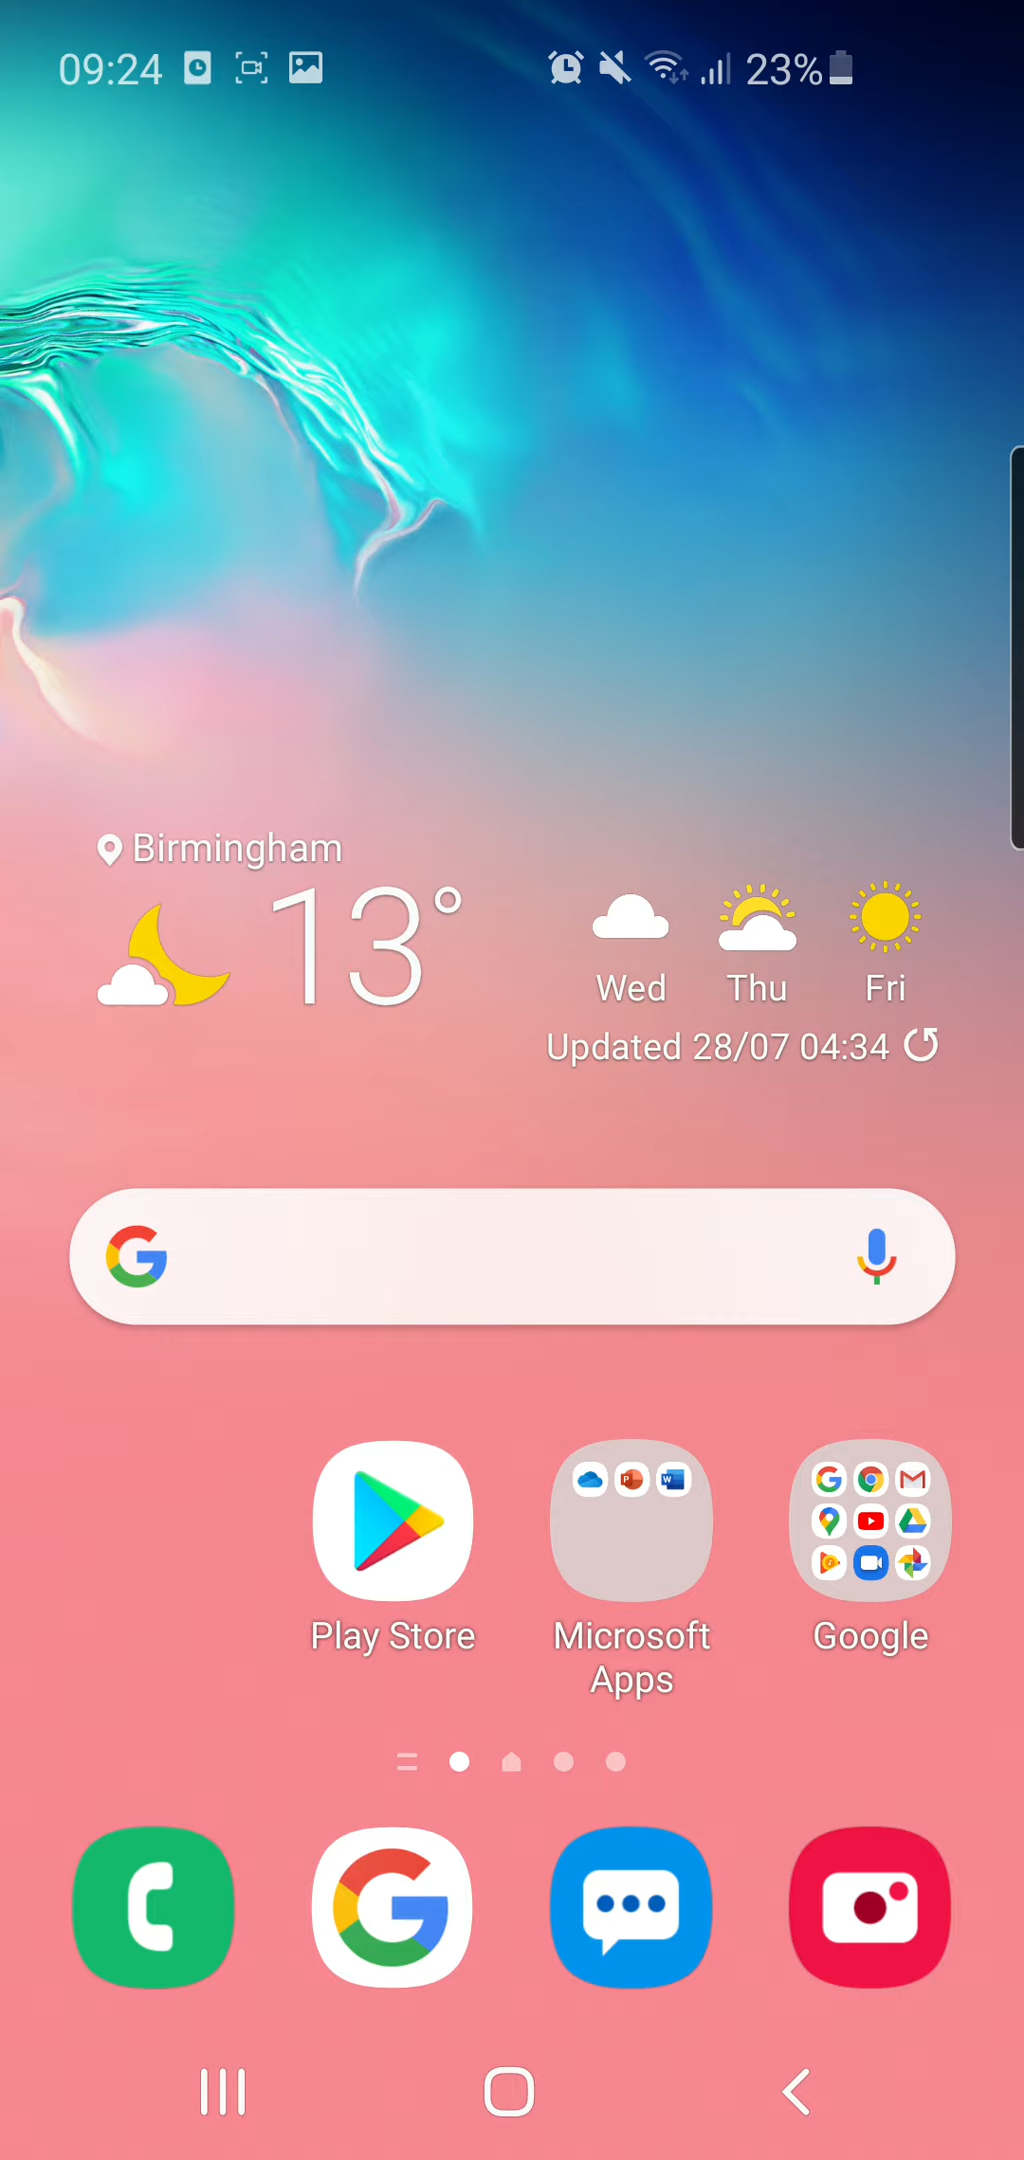 09:24
23%
Birmingham
13°
Wed Thu Fri
Updated 28/07 04:34
Play Store
Microsoft Apps
Google